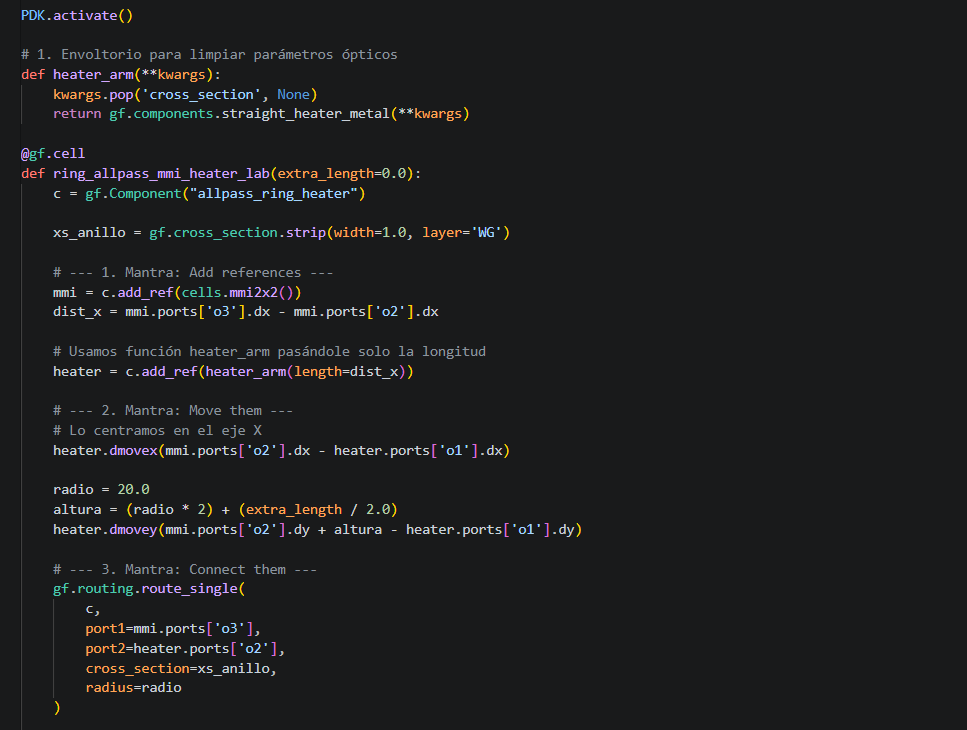 PDK.activate()
# 1. Envoltorio para limpiar parámetros ópticos
def heater_arm(**kwargs):
    kwargs.pop('cross_section', None)
    return gf.components.straight_heater_metal(**kwargs)
@gf.cell
def ring_allpass_mmi_heater_lab(extra_length=0.0):
    c = gf.Component("allpass_ring_heater")
    xs_anillo = gf.cross_section.strip(width=1.0, layer='WG')
    # --- 1. Mantra: Add references ---
    mmi = c.add_ref(cells.mmi2x2())
    dist_x = mmi.ports['o3'].dx - mmi.ports['o2'].dx
    # Usamos función heater_arm pasándole solo la longitud
    heater = c.add_ref(heater_arm(length=dist_x))
    # --- 2. Mantra: Move them ---
    # Lo centramos en el eje X
    heater.dmovex(mmi.ports['o2'].dx - heater.ports['o1'].dx)
    radio = 20.0
    altura = (radio * 2) + (extra_length / 2.0)
    heater.dmovey(mmi.ports['o2'].dy + altura - heater.ports['o1'].dy)
    # --- 3. Mantra: Connect them ---
    gf.routing.route_single(
        c,
        port1=mmi.ports['o3'],
        port2=heater.ports['o2'],
        cross_section=xs_anillo,
        radius=radio
    )